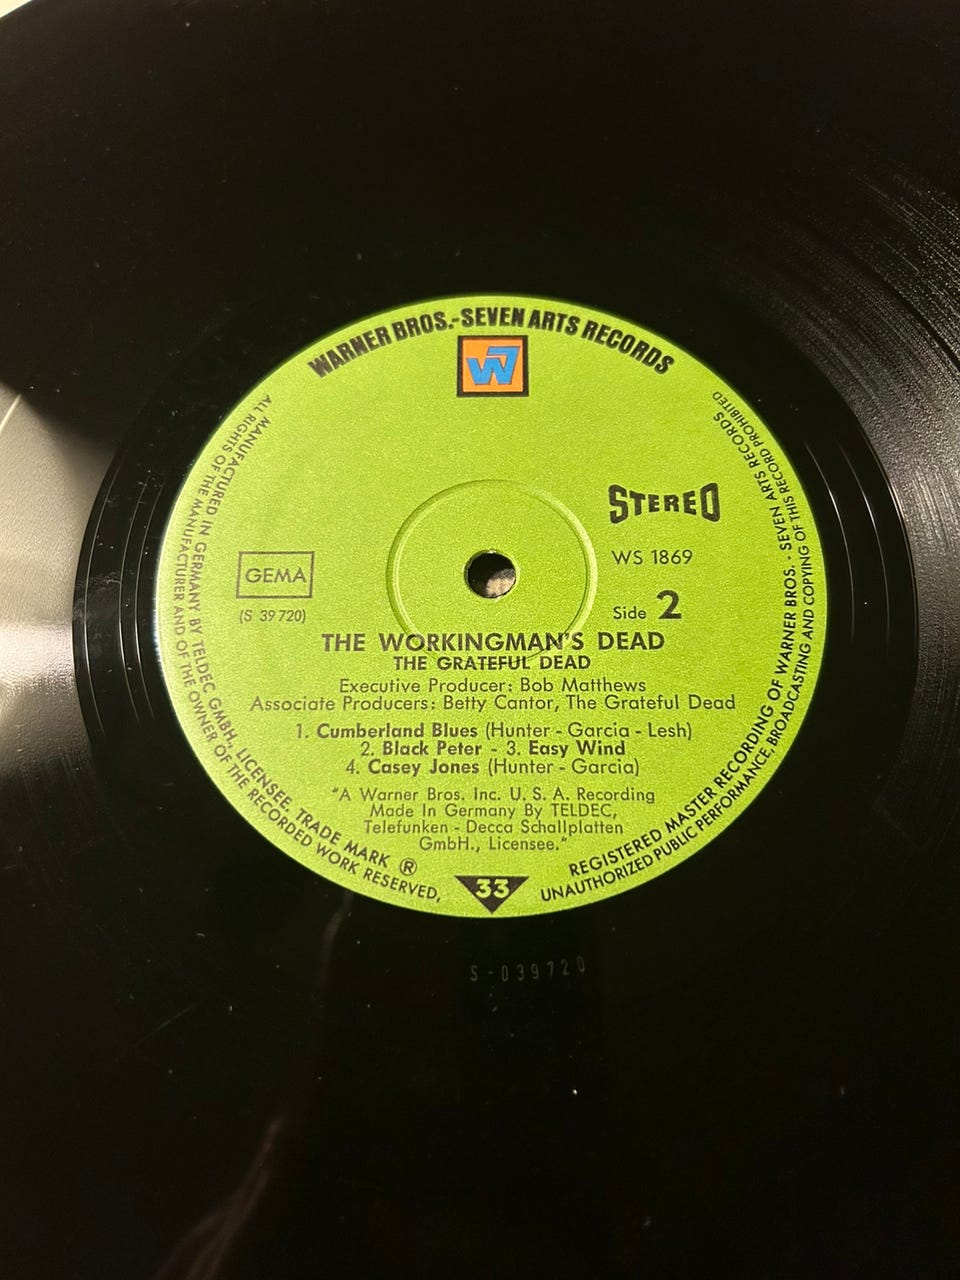 WARNER BROS.-SEVEN ARTS RECORDS
W7
STEREO
WS 1869
Side 2
GEMA
(S 39 720)
THE WORKINGMAN'S DEAD
THE GRATEFUL DEAD
Executive Producer: Bob Matthews
Associate Producers: Betty Cantor, The Grateful Dead
1. Cumberland Blues (Hunter - Garcia - Lesh)
2. Black Peter - 3. Easy Wind
4. Casey Jones (Hunter - Garcia)
"A Warner Bros. Inc. U. S. A. Recording
Made In Germany By TELDEC,
Telefunken - Decca Schallplatten
GmbH., Licensee."
33
MANUFACTURED IN GERMANY BY TELDEC GMBH, LICENSEE. TRADE MARK ® REGISTERED MASTER RECORDING OF WARNER BROS. - SEVEN ARTS RECORDS
ALL RIGHTS OF THE MANUFACTURER AND OF THE OWNER OF THE RECORDED WORK RESERVED, UNAUTHORIZED PUBLIC PERFORMANCE, BROADCASTING AND COPYING OF THIS RECORD PROHIBITED
S-039720